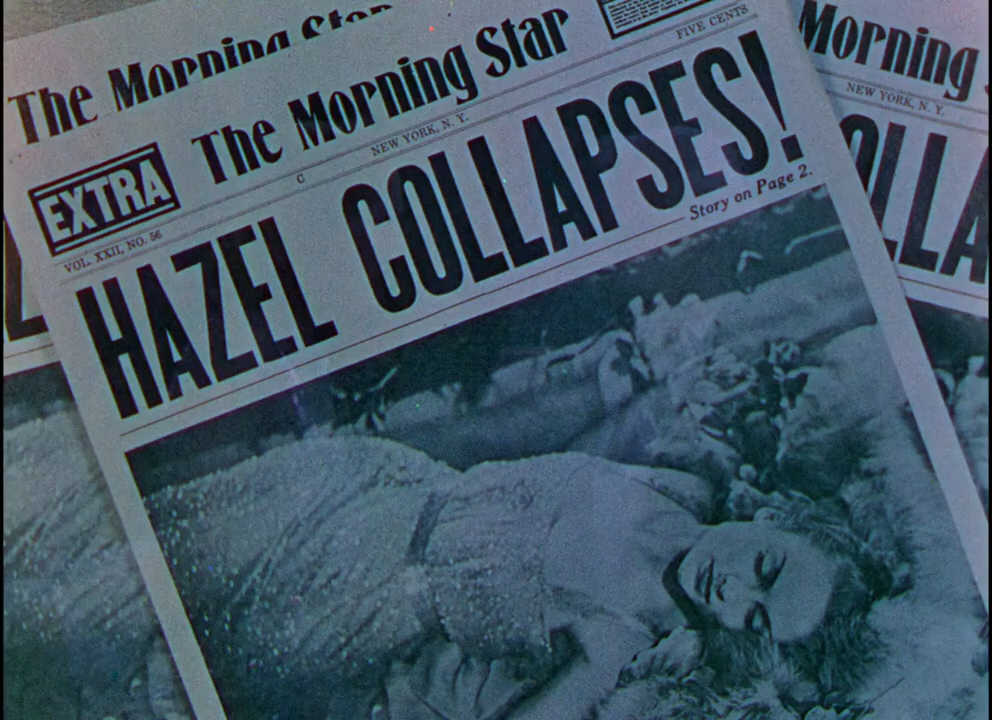 The Morning Star
The Morning Star
FIVE CENTS
Morning
NEW YORK, N. Y.
NEW YORK, N. Y.
EXTRA
C
VOL. XXII, NO. 56
HAZEL COLLAPSES!
OLLA
Story on Page 2.